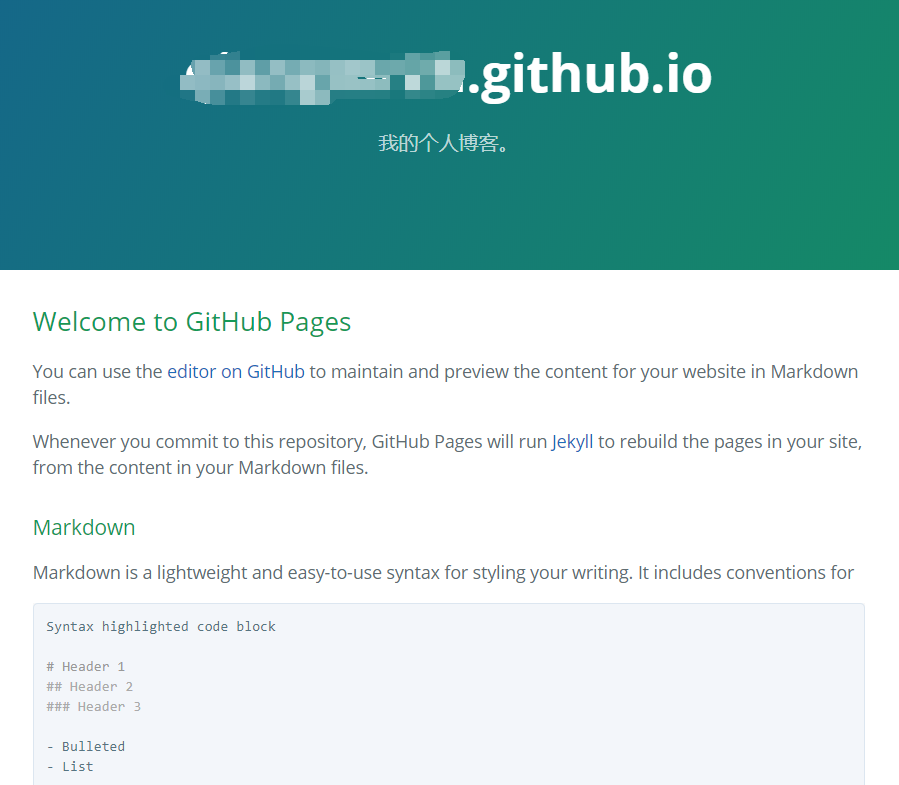 .github.io
我的个人博客。
Welcome to GitHub Pages
You can use the editor on GitHub to maintain and preview the content for your website in Markdown
files.
Whenever you commit to this repository, GitHub Pages will run Jekyll to rebuild the pages in your site,
from the content in your Markdown files.
Markdown
Markdown is a lightweight and easy-to-use syntax for styling your writing. It includes conventions for
Syntax highlighted code block
# Header 1
## Header 2
### Header 3
- Bulleted
- List